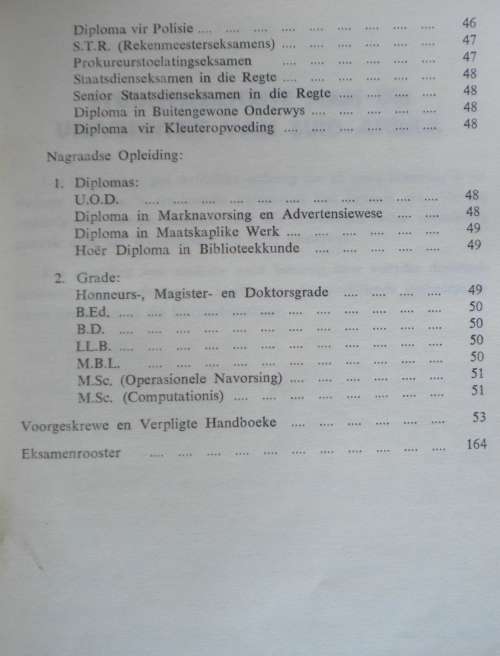 Diploma vir Polisie .... .... .... .... .... .... .... .... 46
S.T.R. (Rekenmeesterseksamens) .... .... .... .... .... 47
Prokureurstoelatingseksamen .... .... .... .... .... 47
Staatsdienseksamen in die Regte .... .... .... .... .... 48
Senior Staatsdienseksamen in die Regte .... .... .... 48
Diploma in Buitengewone Onderwys .... .... .... .... 48
Diploma vir Kleuteropvoeding .... .... .... .... .... 48
Nagraadse Opleiding:
1. Diplomas:
U.O.D. .... .... .... .... .... .... .... .... .... 48
Diploma in Marknavorsing en Advertensiewese .... .... 48
Diploma in Maatskaplike Werk .... .... .... .... .... 49
Hoër Diploma in Biblioteekkunde .... .... .... .... 49
2. Grade:
Honneurs-, Magister- en Doktorsgrade .... .... .... .... 49
B.Ed. .... .... .... .... .... .... .... .... .... .... 50
B.D. .... .... .... .... .... .... .... .... .... .... 50
LL.B. .... .... .... .... .... .... .... .... .... .... 50
M.B.L. .... .... .... .... .... .... .... .... .... 50
M.Sc. (Operasionele Navorsing) .... .... .... .... .... 51
M.Sc. (Computationis) .... .... .... .... .... .... .... 51
Voorgeskrewe en Verpligte Handboeke .... .... .... .... .... .... 53
Eksamenrooster .... .... .... .... .... .... .... .... .... .... 164